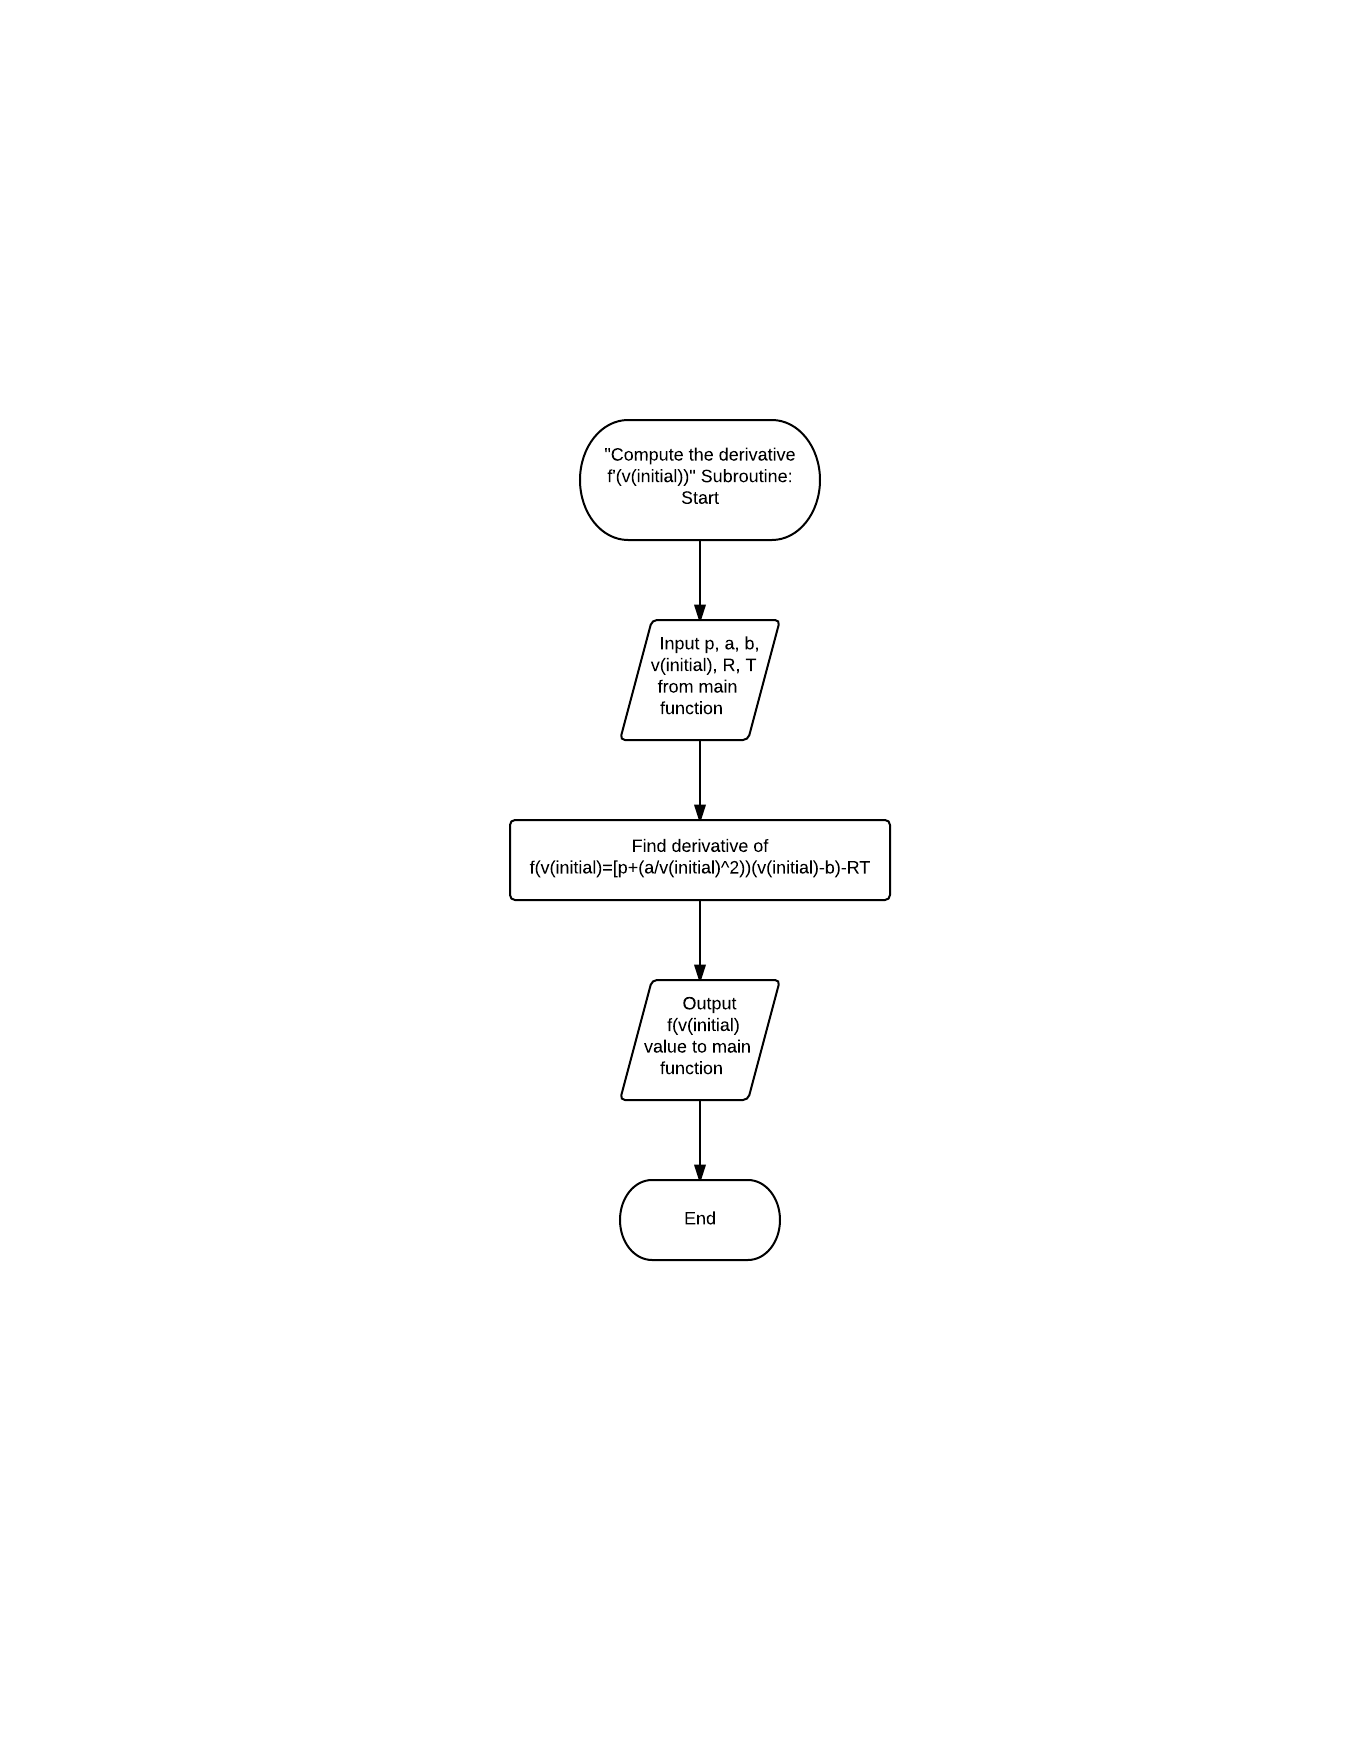 "Compute the derivative
f'(v(initial))" Subroutine:
Start
Input p, a, b,
v(initial), R, T
from main
function
Find derivative of
f(v(initial)=[p+(a/v(initial)^2))(v(initial)-b)-RT
Output
f(v(initial)
value to main
function
End